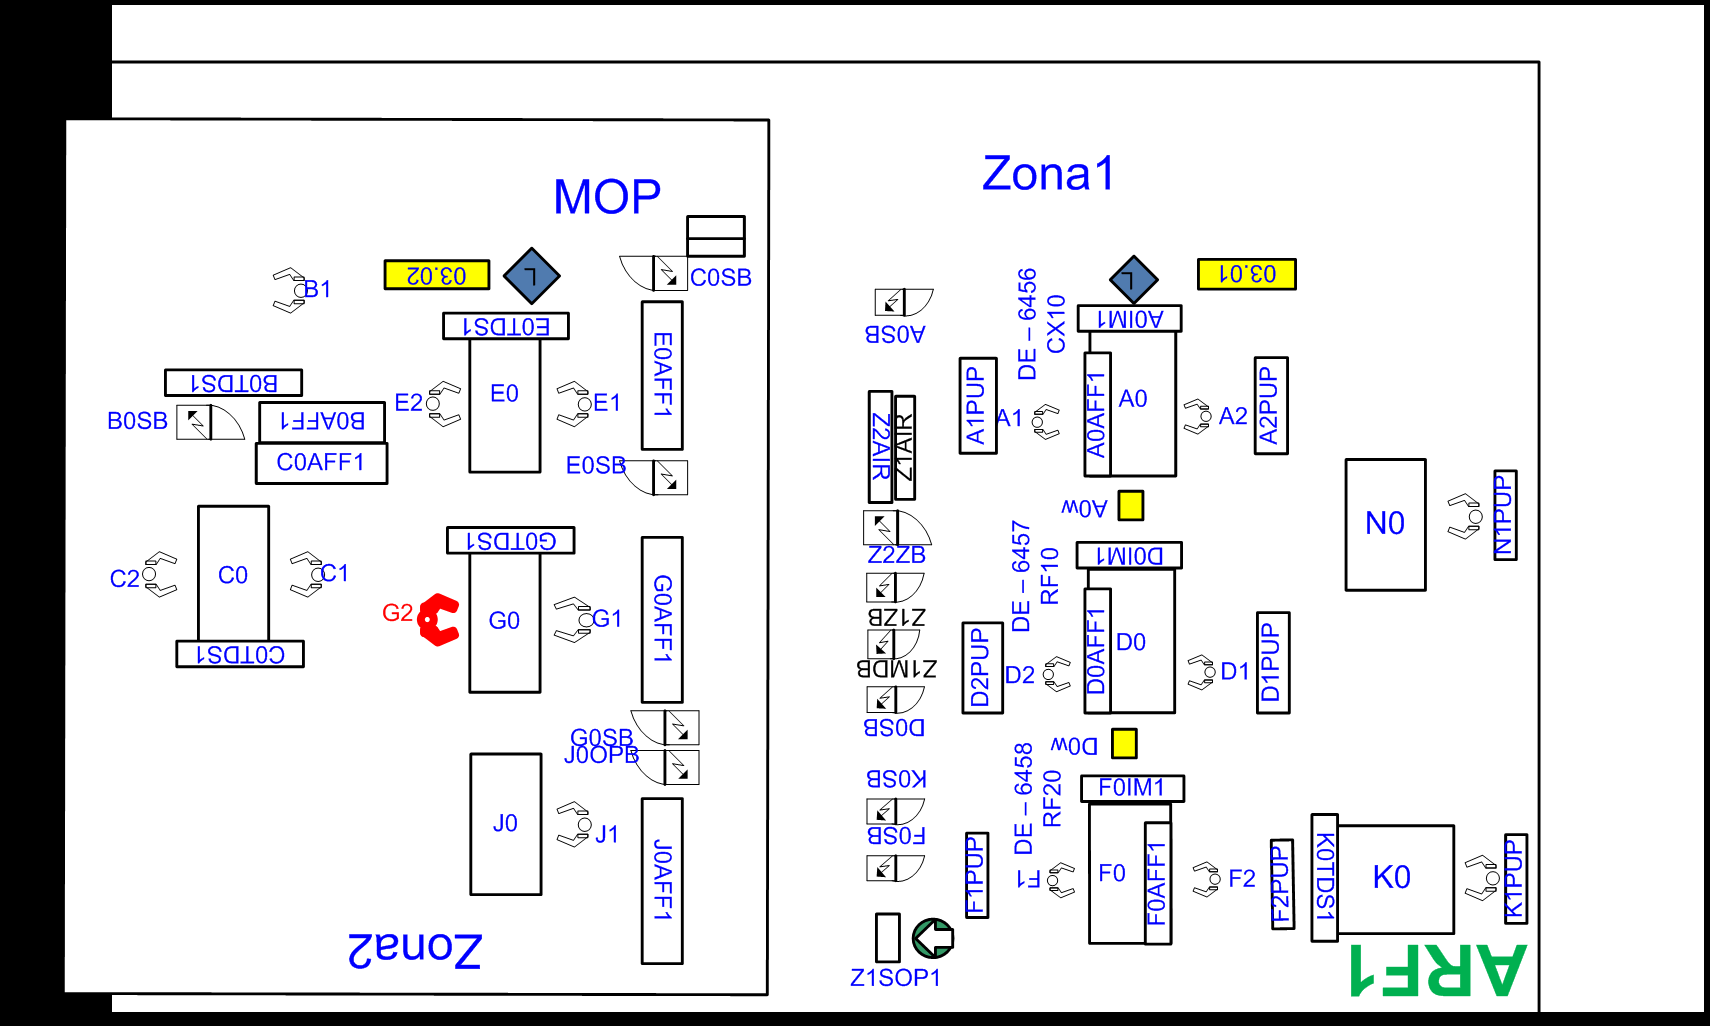 Zona1
MOP
C0SB
03.02
L
B1
E0TDS1
E0AFF1
E2
E0
E1
B0TDS1
B0SB
B0AFF1
C0AFF1
E0SB
G0TDS1
C2
C0
C1
G2
G0
G1
G0AFF1
C0TDS1
G0SB
J0OPB
J0
J1
J0AFF1
Zona2
A0SB
DE – 6456
CX10
L
03.01
A0IM1
Z2AIR
Z1AIR
A1PUP
A1
A0AFF1
A0
A2
A2PUP
A0w
N0
N1PUP
Z2ZB
Z1ZB
Z1MDB
D0SB
DE – 6457
RF10
D0IM1
D2PUP
D2
D0AFF1
D0
D1
D1PUP
D0w
K0SB
F0SB
DE – 6458
RF20
F0IM1
F1PUP
F1
F0
F0AFF1
F2
F2PUP
K0TDS1
K0
K1PUP
Z1SOP1
ARF1